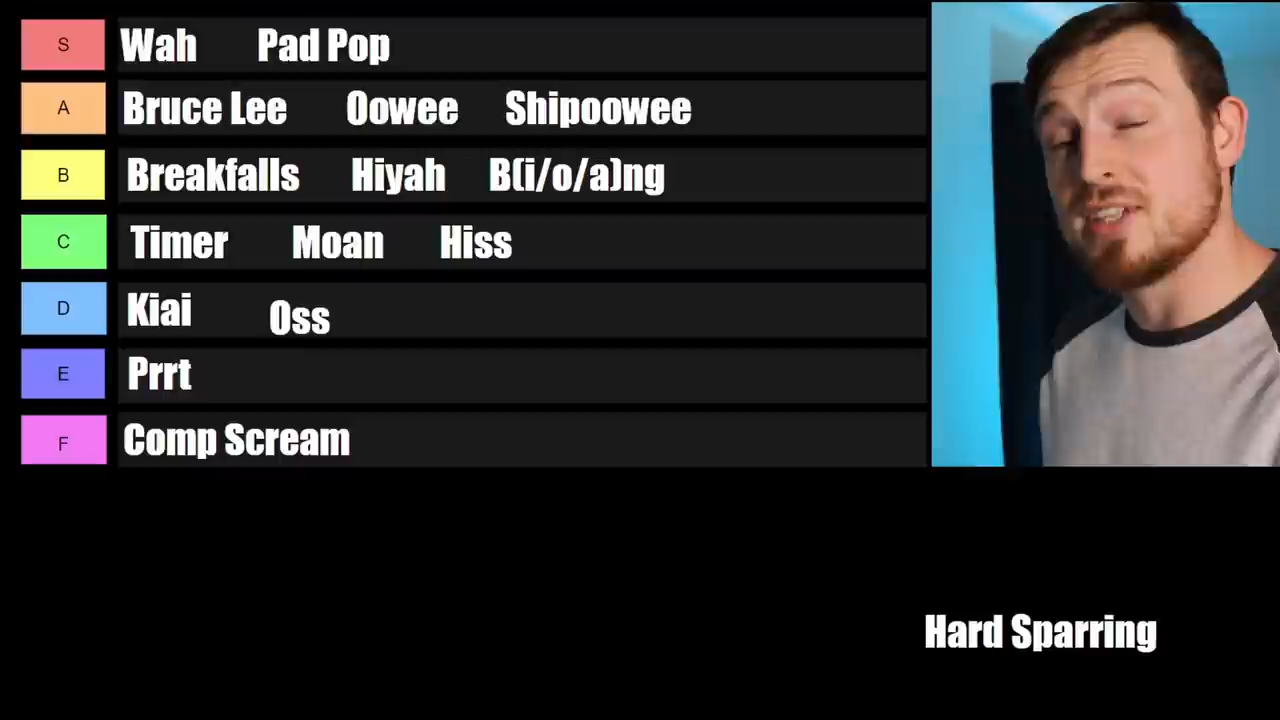 S Wah Pad Pop
A Bruce Lee Oowee Shipoowee
B Breakfalls Hiyah B(i/o/a)ng
C Timer Moan Hiss
D Kiai Oss
E Prrt
F Comp Scream
Hard Sparring